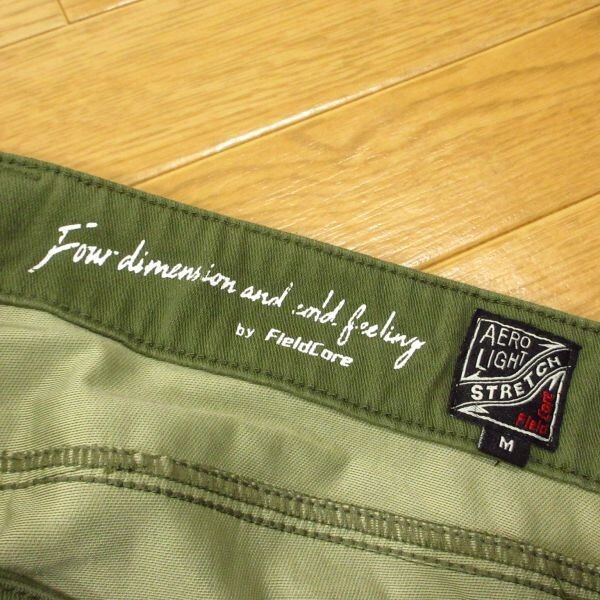 Four dimension and cold feeling
by FieldCore
AERO
LIGHT
STRETCH
FieldCore
M